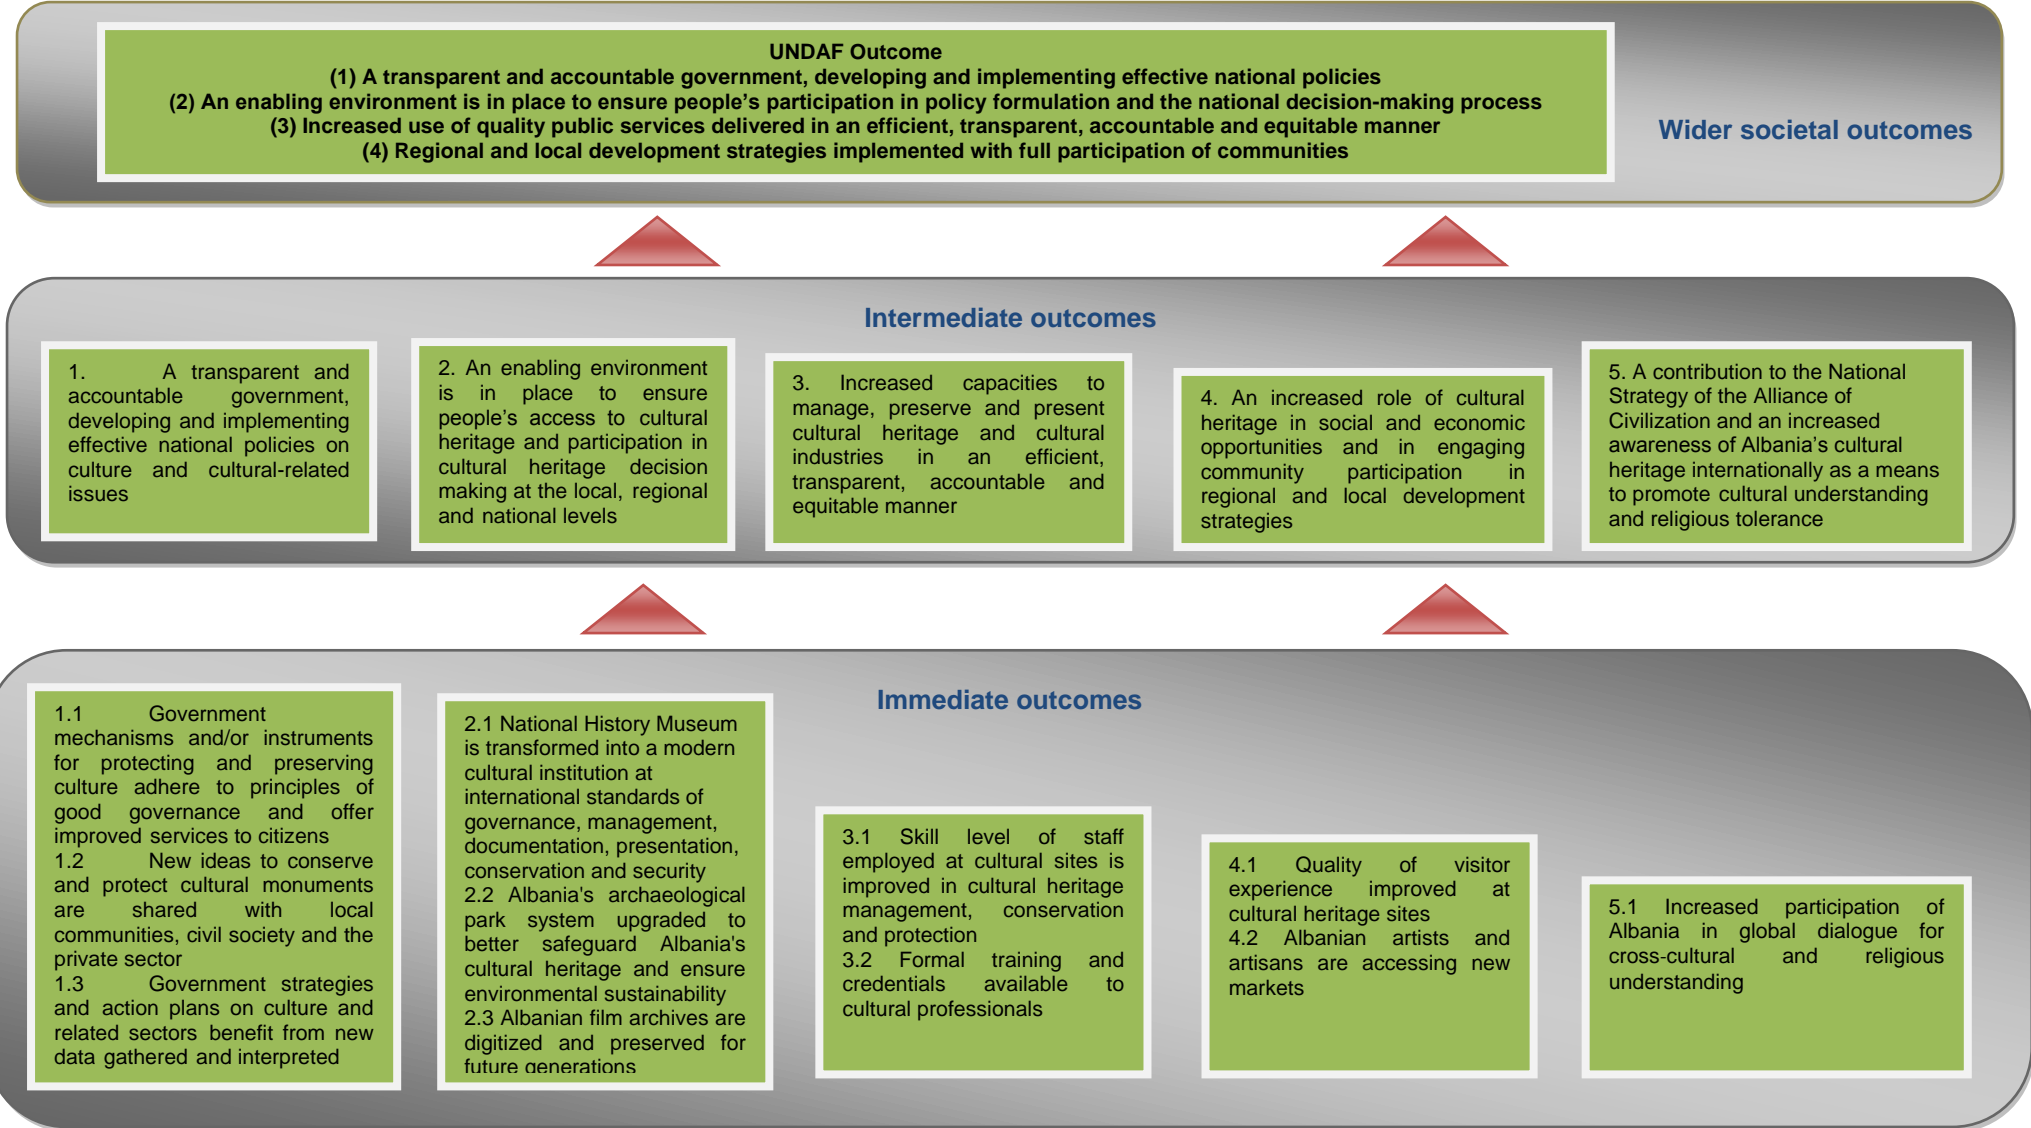 UNDAF Outcome
(1) A transparent and accountable government, developing and implementing effective national policies
(2) An enabling environment is in place to ensure people’s participation in policy formulation and the national decision-making process
(3) Increased use of quality public services delivered in an efficient, transparent, accountable and equitable manner
(4) Regional and local development strategies implemented with full participation of communities
Wider societal outcomes
Intermediate outcomes
1. A transparent and
accountable government,
developing and implementing
effective national policies on
culture and cultural-related
issues
2. An enabling environment
is in place to ensure
people’s access to cultural
heritage and participation in
cultural heritage decision
making at the local, regional
and national levels
3. Increased capacities to
manage, preserve and present
cultural heritage and cultural
industries in an efficient,
transparent, accountable and
equitable manner
4. An increased role of cultural
heritage in social and economic
opportunities and in engaging
community participation in
regional and local development
strategies
5. A contribution to the National
Strategy of the Alliance of
Civilization and an increased
awareness of Albania’s cultural
heritage internationally as a means
to promote cultural understanding
and religious tolerance
Immediate outcomes
1.1 Government
mechanisms and/or instruments
for protecting and preserving
culture adhere to principles of
good governance and offer
improved services to citizens
1.2 New ideas to conserve
and protect cultural monuments
are shared with local
communities, civil society and the
private sector
1.3 Government strategies
and action plans on culture and
related sectors benefit from new
data gathered and interpreted
2.1 National History Museum
is transformed into a modern
cultural institution at
international standards of
governance, management,
documentation, presentation,
conservation and security
2.2 Albania's archaeological
park system upgraded to
better safeguard Albania's
cultural heritage and ensure
environmental sustainability
2.3 Albanian film archives are
digitized and preserved for
future generations
3.1 Skill level of staff
employed at cultural sites is
improved in cultural heritage
management, conservation
and protection
3.2 Formal training and
credentials available to
cultural professionals
4.1 Quality of visitor
experience improved at
cultural heritage sites
4.2 Albanian artists and
artisans are accessing new
markets
5.1 Increased participation of
Albania in global dialogue for
cross-cultural and religious
understanding